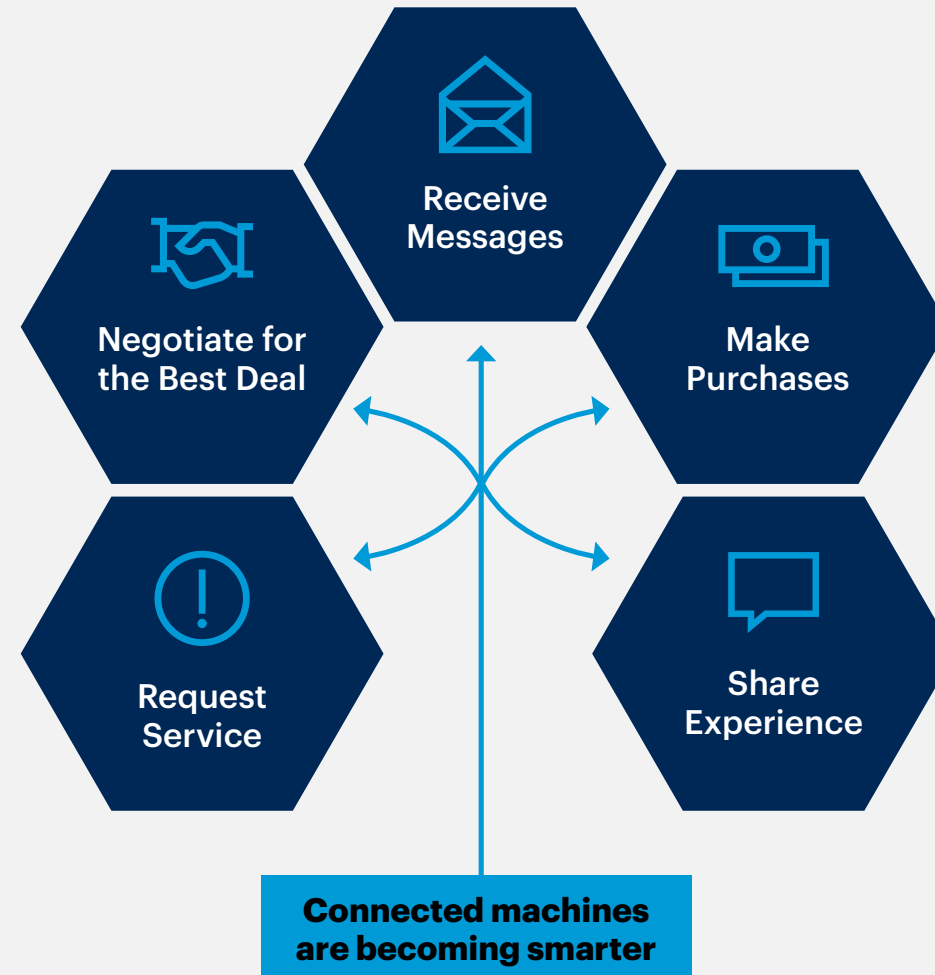 Receive
Messages
Negotiate for
the Best Deal
Make
Purchases
Request
Service
Share
Experience
Connected machines
are becoming smarter